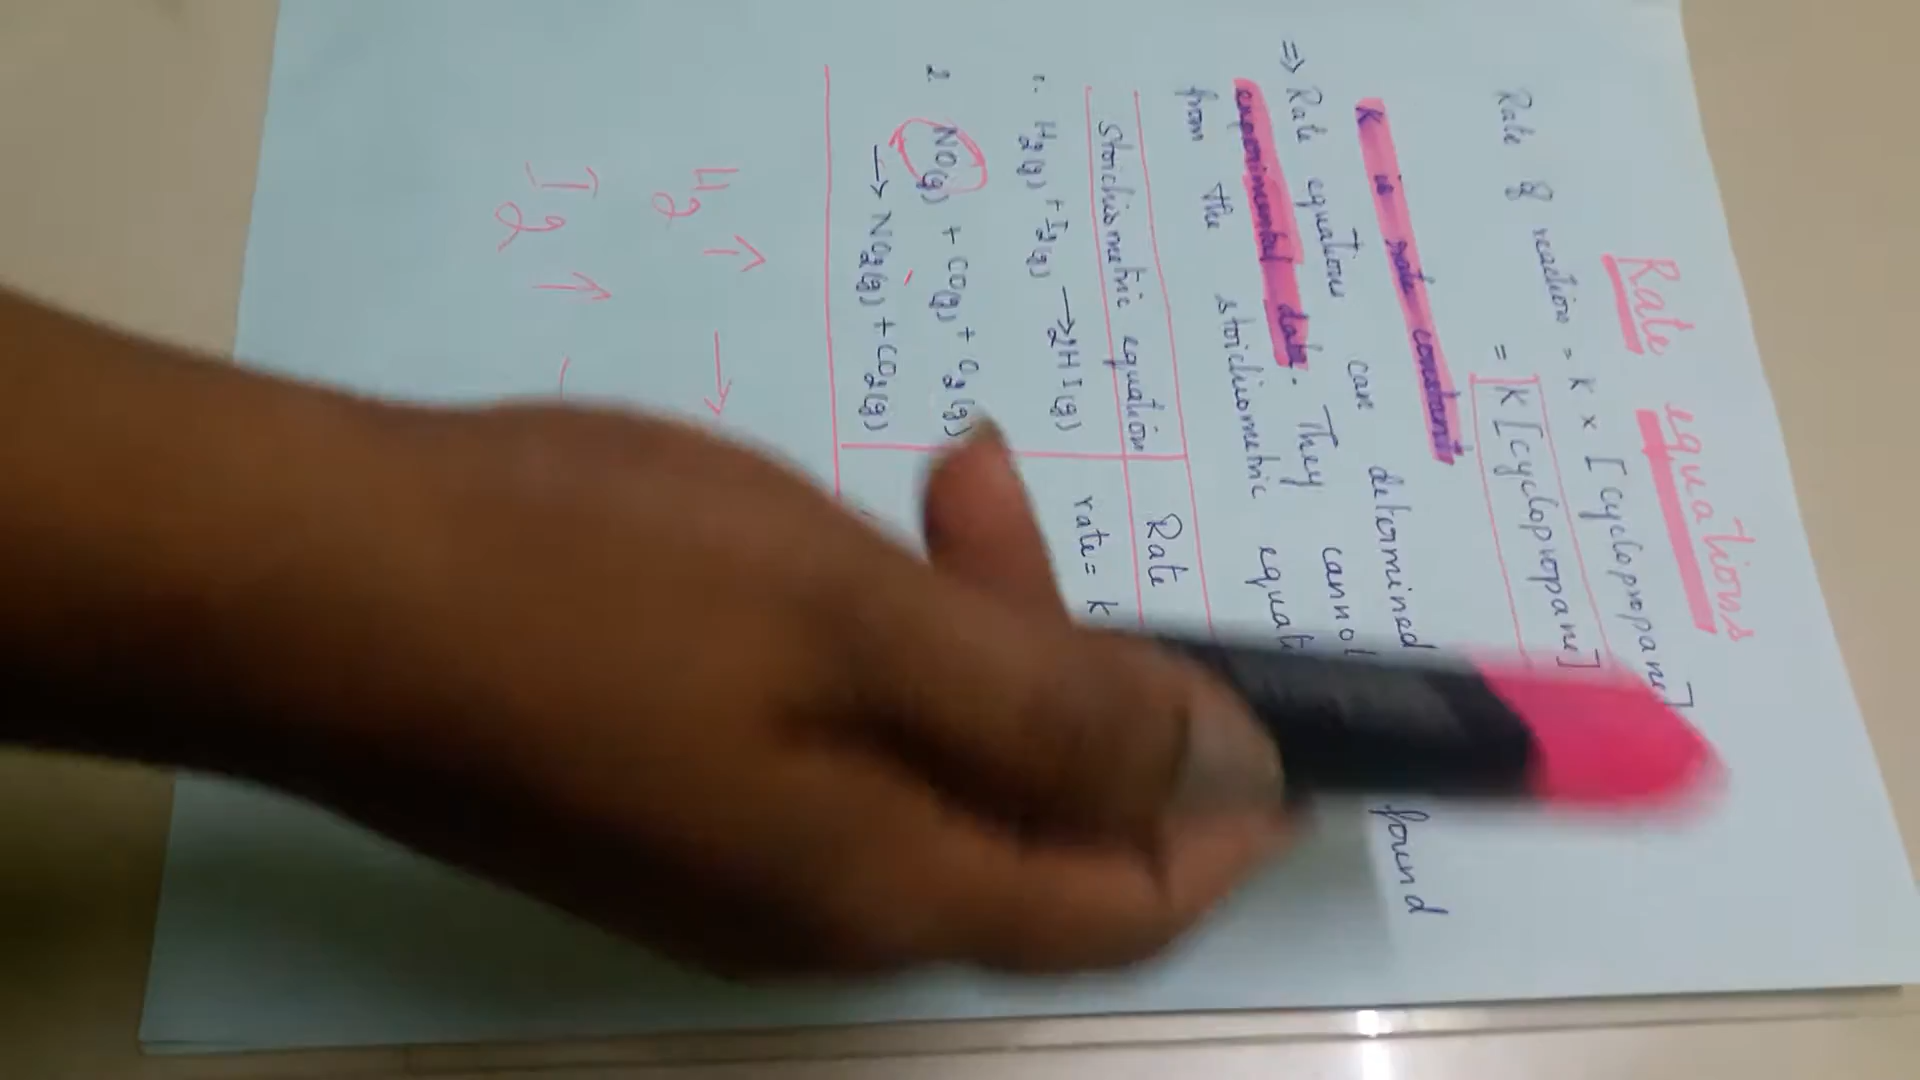 Rate equations
Rate of reaction = K × [cyclopropane]
= K [cyclopropane]
K is rate constant
⇒ Rate equations can determined found
experimental data. They cannot
from the stoichiometric equat
Stoichiometric equation Rate
1. H2(g) + I2(g) → 2HI(g) rate = k
2 NO(g) + CO(g) + O2(g)
→ NO2(g) + CO2(g)
H2 ↑ →
I2 ↑